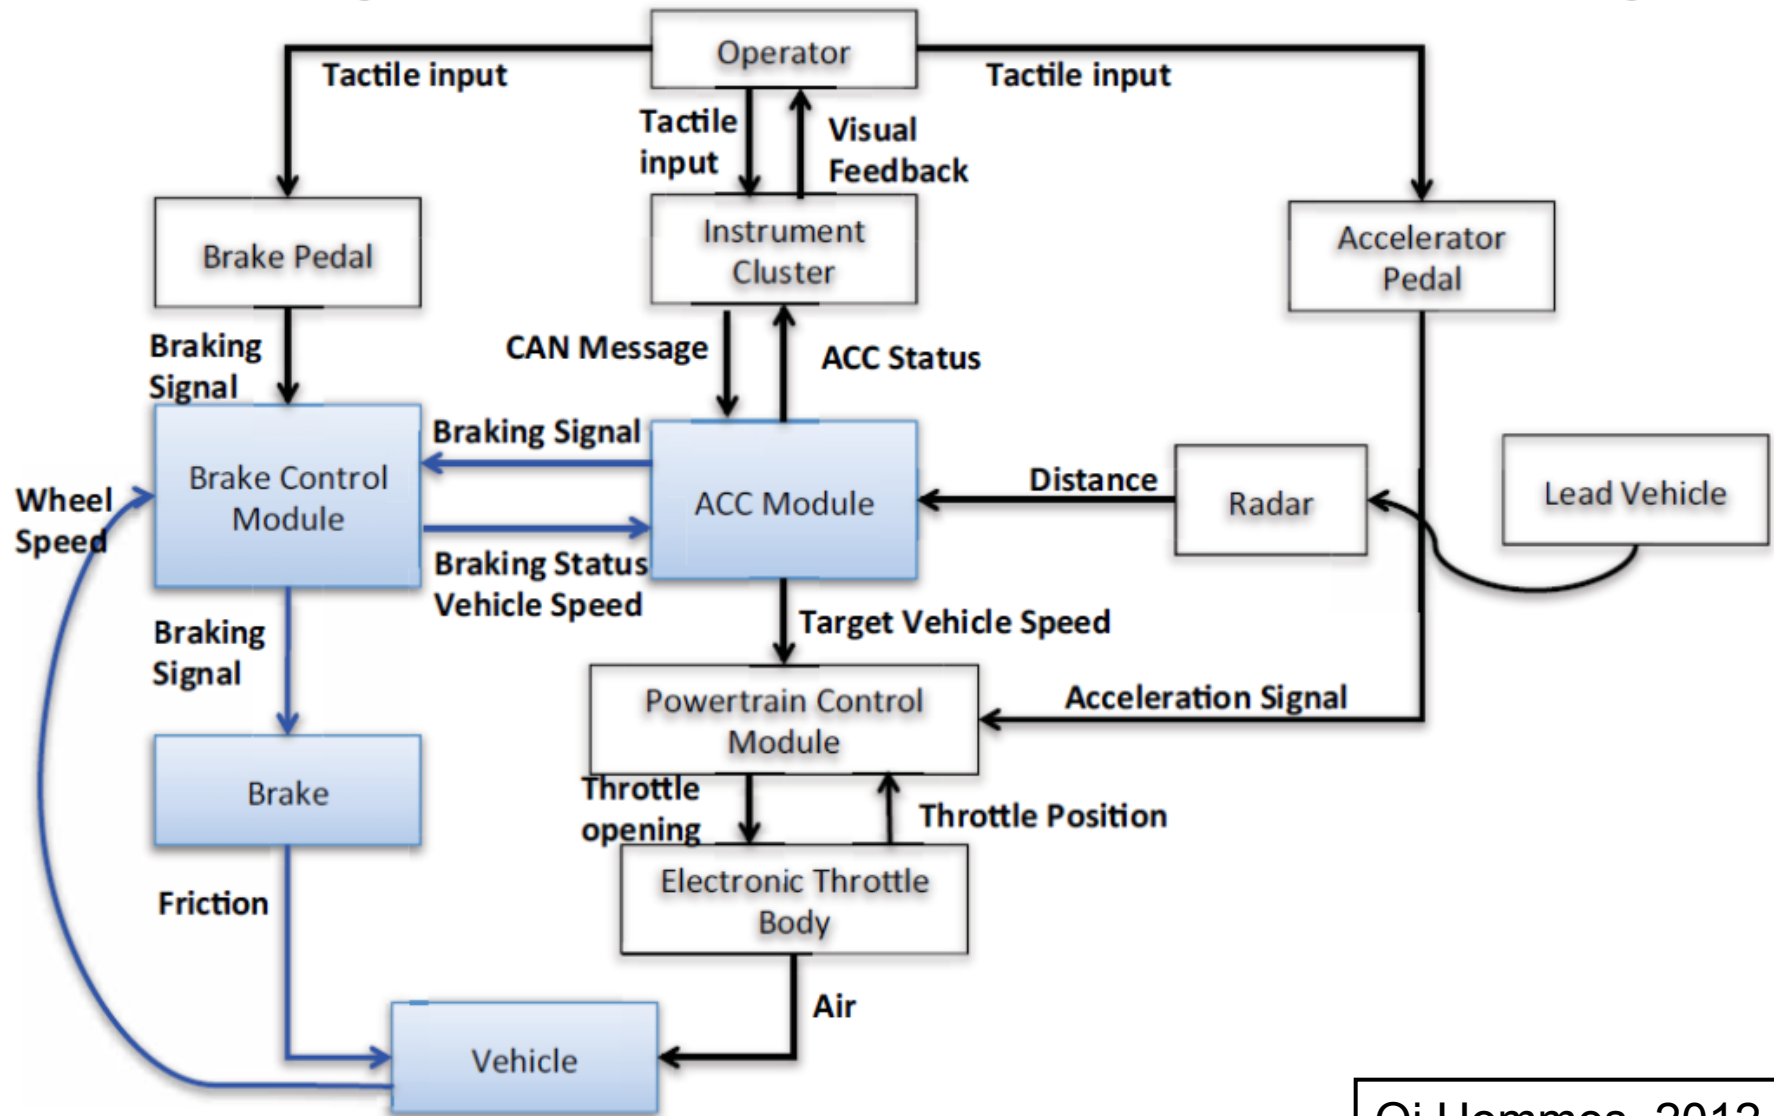 Operator
Tactile input
Tactile input
Tactile
input
Visual
Feedback
Brake Pedal
Instrument
Cluster
Accelerator
Pedal
Braking
Signal
CAN Message
ACC Status
Braking Signal
Wheel
Speed
Brake Control
Module
ACC Module
Distance
Radar
Lead Vehicle
Braking Status
Vehicle Speed
Braking
Signal
Target Vehicle Speed
Powertrain Control
Module
Acceleration Signal
Brake
Throttle
opening
Throttle Position
Electronic Throttle
Body
Friction
Air
Vehicle
2012